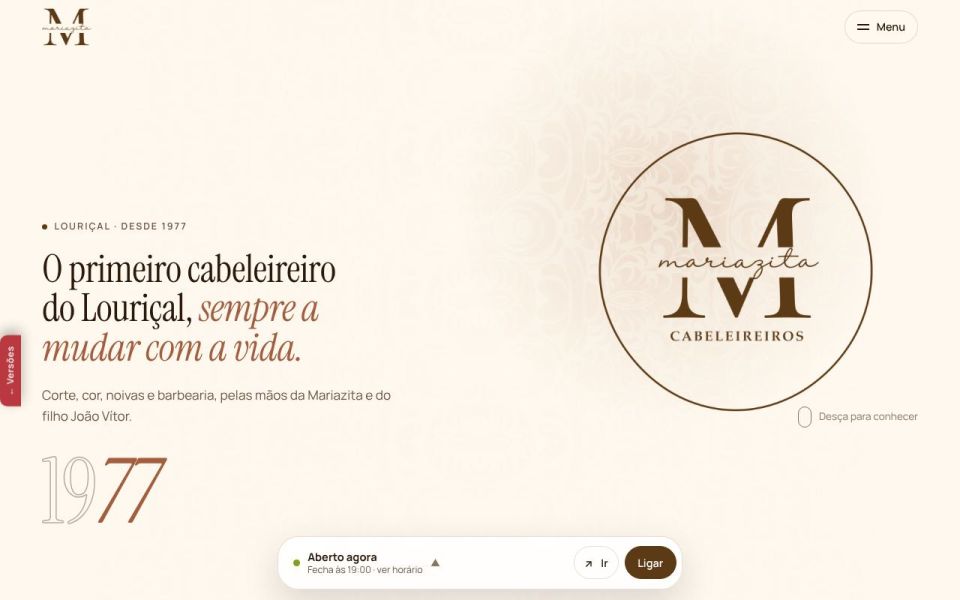 M
mariazita
Menu
LOURIÇAL · DESDE 1977
O primeiro cabeleireiro
do Louriçal, sempre a
mudar com a vida.
Corte, cor, noivas e barbearia, pelas mãos da Mariazita e do
filho João Vítor.
1977
M
mariazita
CABELEIREIROS
Desça para conhecer
← Versões
Aberto agora
Fecha às 19:00 · ver horário
Ir
Ligar